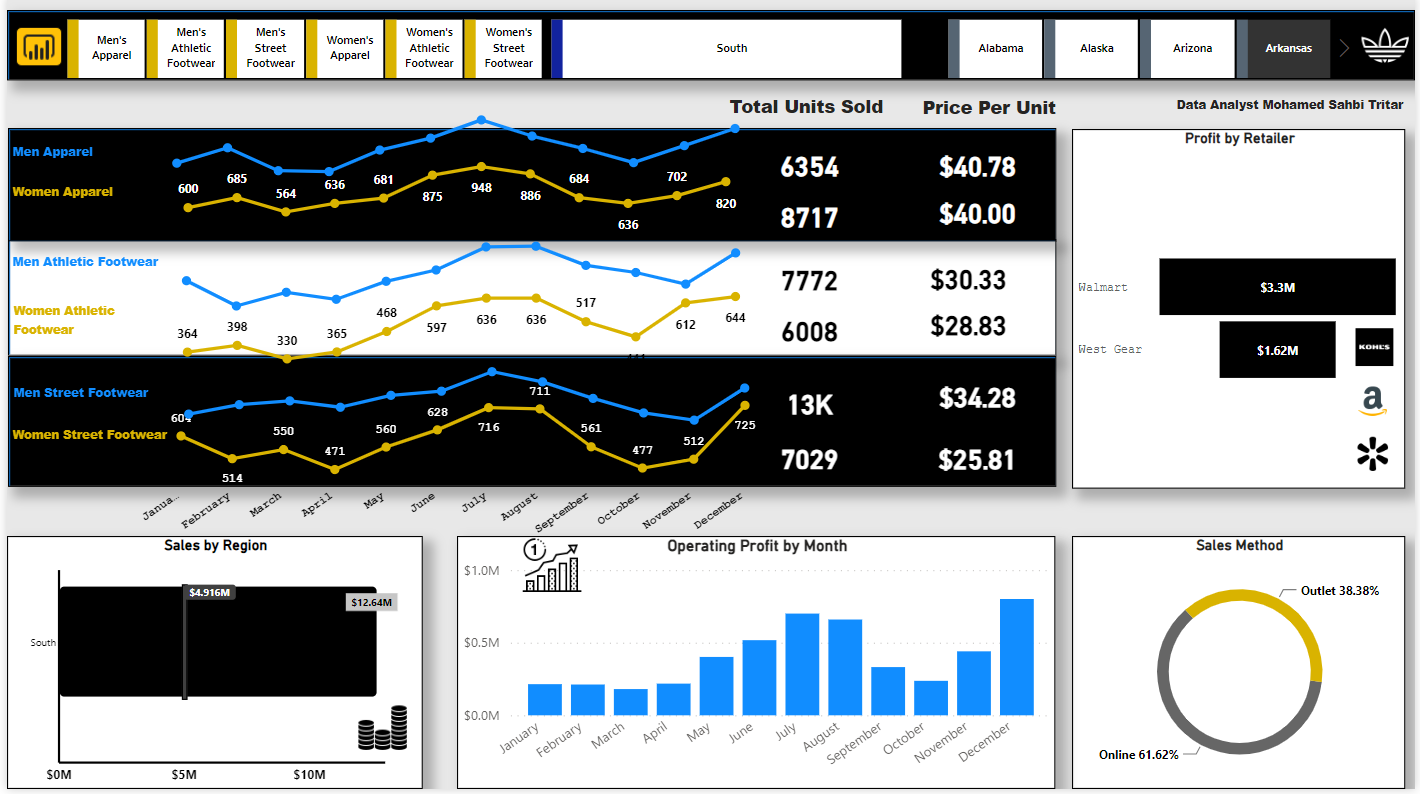 Men's
Apparel
Men's
Athletic
Footwear
Men's
Street
Footwear
Women's
Apparel
Women's
Athletic
Footwear
Women's
Street
Footwear
South
Alabama
Alaska
Arizona
Arkansas
Total Units Sold
Price Per Unit
Data Analyst Mohamed Sahbi Tritar
Men Apparel
Women Apparel
600
685
564
636
681
875
948
886
684
636
702
820
6354
$40.78
8717
$40.00
Men Athletic Footwear
Women Athletic
Footwear
364
398
330
365
468
597
636
636
517
612
644
7772
$30.33
6008
$28.83
Men Street Footwear
Women Street Footwear
604
514
550
471
560
628
716
711
561
477
512
725
13K
$34.28
7029
$25.81
Janua...
February
March
April
May
June
July
August
September
October
November
December
Profit by Retailer
Walmart
$3.3M
West Gear
$1.62M
KOHL'S
a
Sales by Region
$4.916M
$12.64M
South
$0M
$5M
$10M
Operating Profit by Month
1
$1.0M
$0.5M
$0.0M
January
February
March
April
May
June
July
August
September
October
November
December
Sales Method
Outlet 38.38%
Online 61.62%